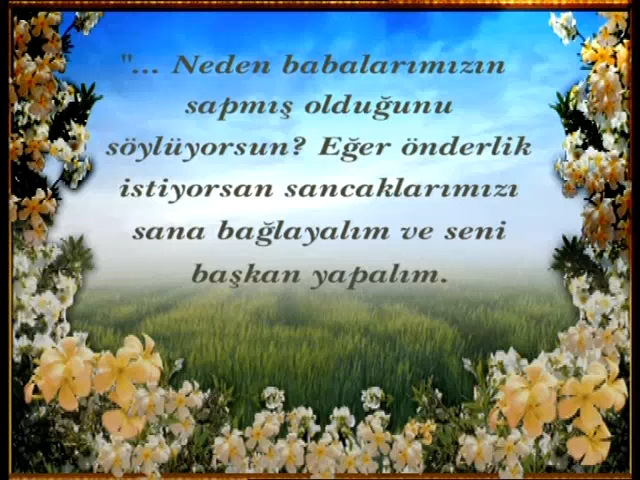 "... Neden babalarımızın
sapmış olduğunu
söylüyorsun? Eğer önderlik
istiyorsan sancaklarımızı
sana bağlayalım ve seni
başkan yapalım.